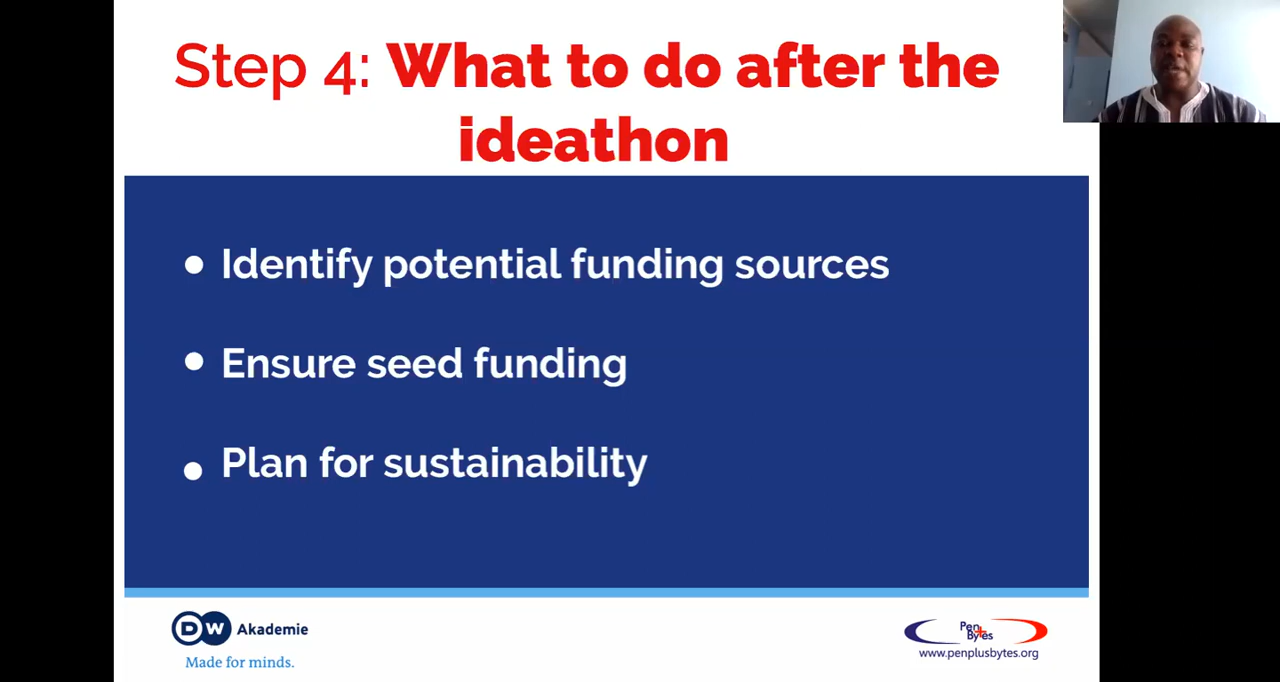 Step 4: What to do after the
ideathon
• Identify potential funding sources
• Ensure seed funding
• Plan for sustainability
DW Akademie
Made for minds.
Pen
Bytes
www.penplusbytes.org